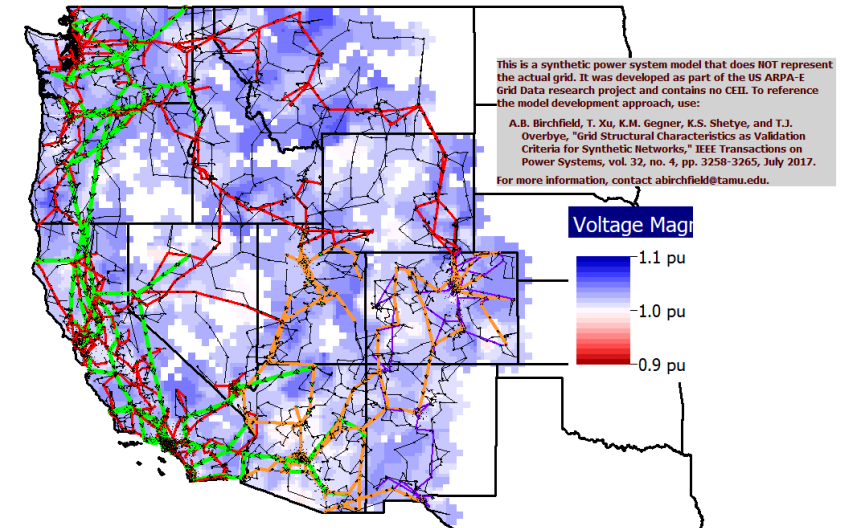 This is a synthetic power system model that does NOT represent
the actual grid. It was developed as part of the US ARPA-E
Grid Data research project and contains no CEII. To reference
the model development approach, use:
A.B. Birchfield, T. Xu, K.M. Gegner, K.S. Shetye, and T.J.
Overbye, "Grid Structural Characteristics as Validation
Criteria for Synthetic Networks," IEEE Transactions on
Power Systems, vol. 32, no. 4, pp. 3258-3265, July 2017.
For more information, contact abirchfield@tamu.edu.
Voltage Magr
1.1 pu
1.0 pu
0.9 pu